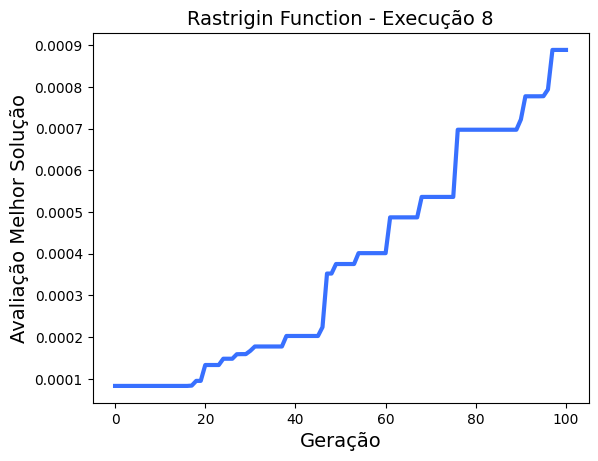 Rastrigin Function - Execução 8
0.0009
0.0008
0.0007
0.0006
0.0005
0.0004
0.0003
0.0002
0.0001
Avaliação Melhor Solução
0 20 40 60 80 100
Geração